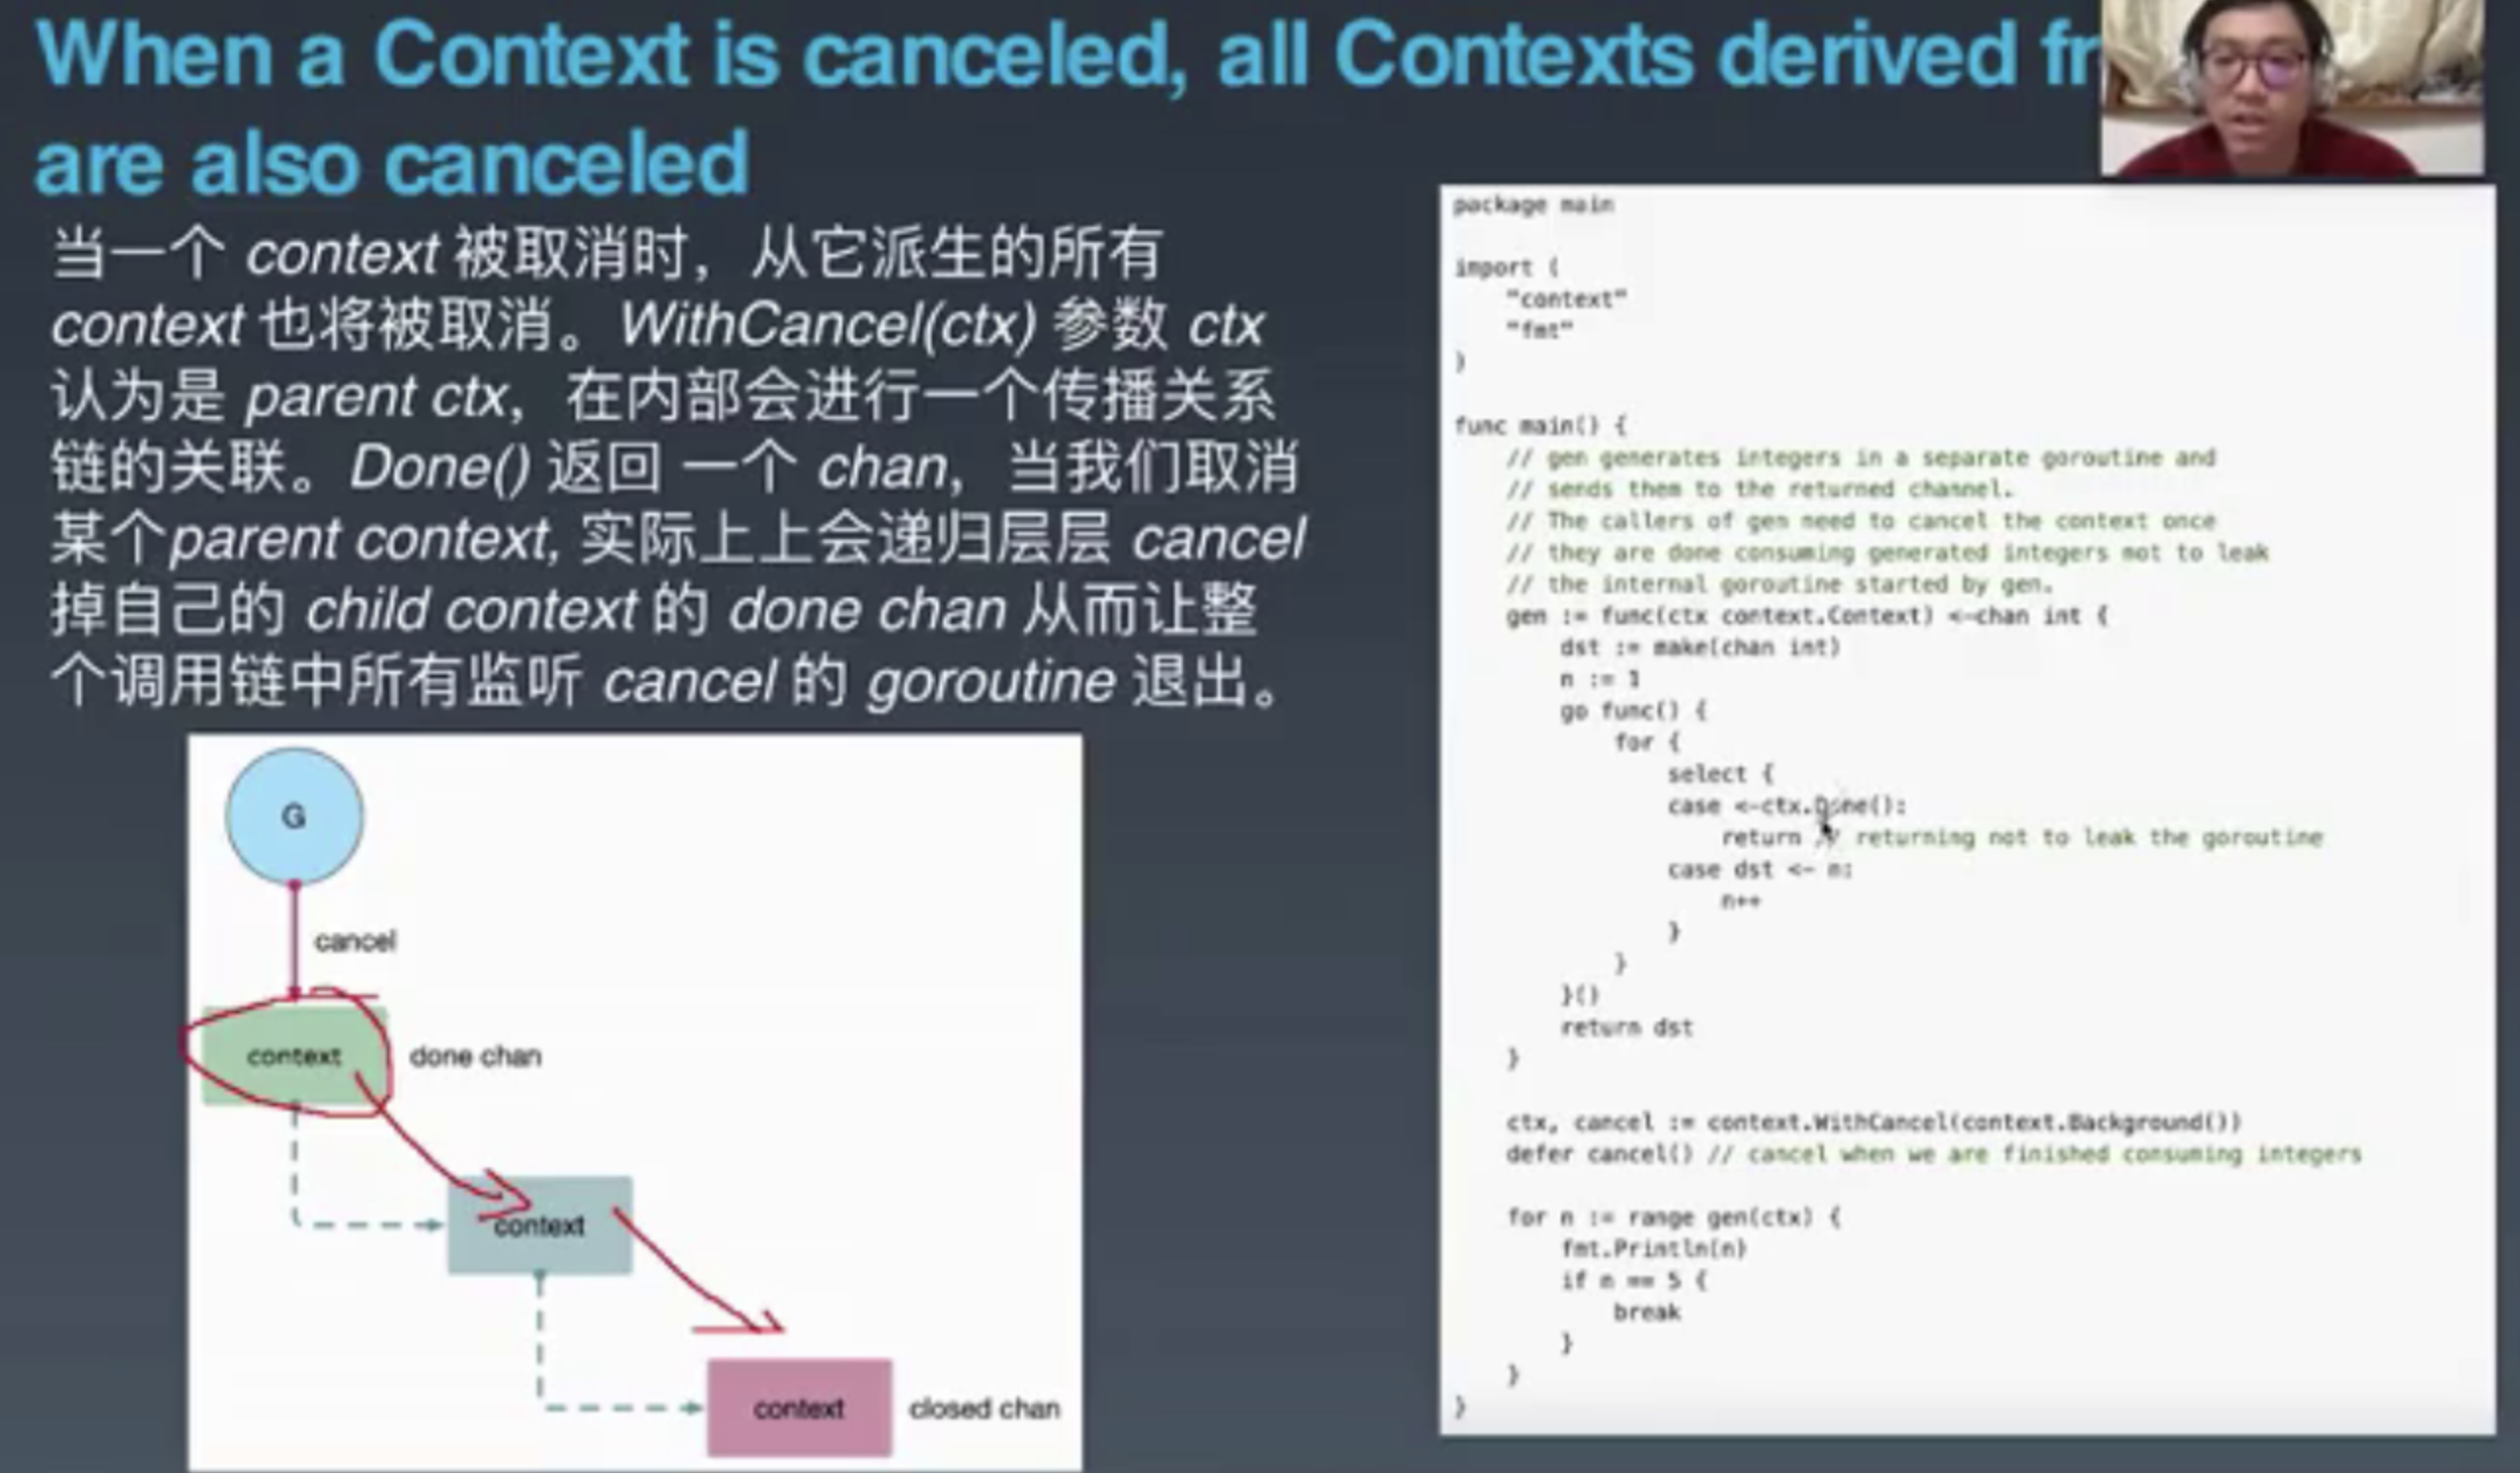 When a Context is canceled, all Contexts derived fr
are also canceled
当一个 context 被取消时，从它派生的所有
context 也将被取消。WithCancel(ctx) 参数 ctx
认为是 parent ctx，在内部会进行一个传播关系
链的关联。Done() 返回 一个 chan，当我们取消
某个parent context, 实际上上会递归层层 cancel
掉自己的 child context 的 done chan 从而让整
个调用链中所有监听 cancel 的 goroutine 退出。
G
cancel
context
done chan
context
context
closed chan
package main
import (
"context"
"fmt"
)
func main() {
// gen generates integers in a separate goroutine and
// sends them to the returned channel.
// The callers of gen need to cancel the context once
// they are done consuming generated integers not to leak
// the internal goroutine started by gen.
gen := func(ctx context.Context) <-chan int {
dst := make(chan int)
n := 1
go func() {
for {
select {
case <-ctx.Done():
return // returning not to leak the goroutine
case dst <- n:
n++
}
}
}()
return dst
}
ctx, cancel := context.WithCancel(context.Background())
defer cancel() // cancel when we are finished consuming integers
for n := range gen(ctx) {
fmt.Println(n)
if n == 5 {
break
}
}
}